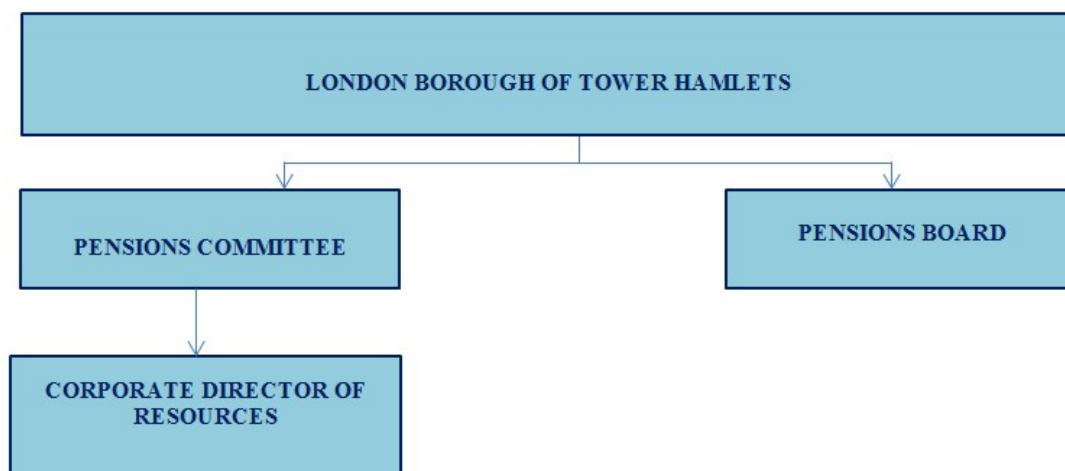 LONDON BOROUGH OF TOWER HAMLETS
PENSIONS COMMITTEE
PENSIONS BOARD
CORPORATE DIRECTOR OF
RESOURCES